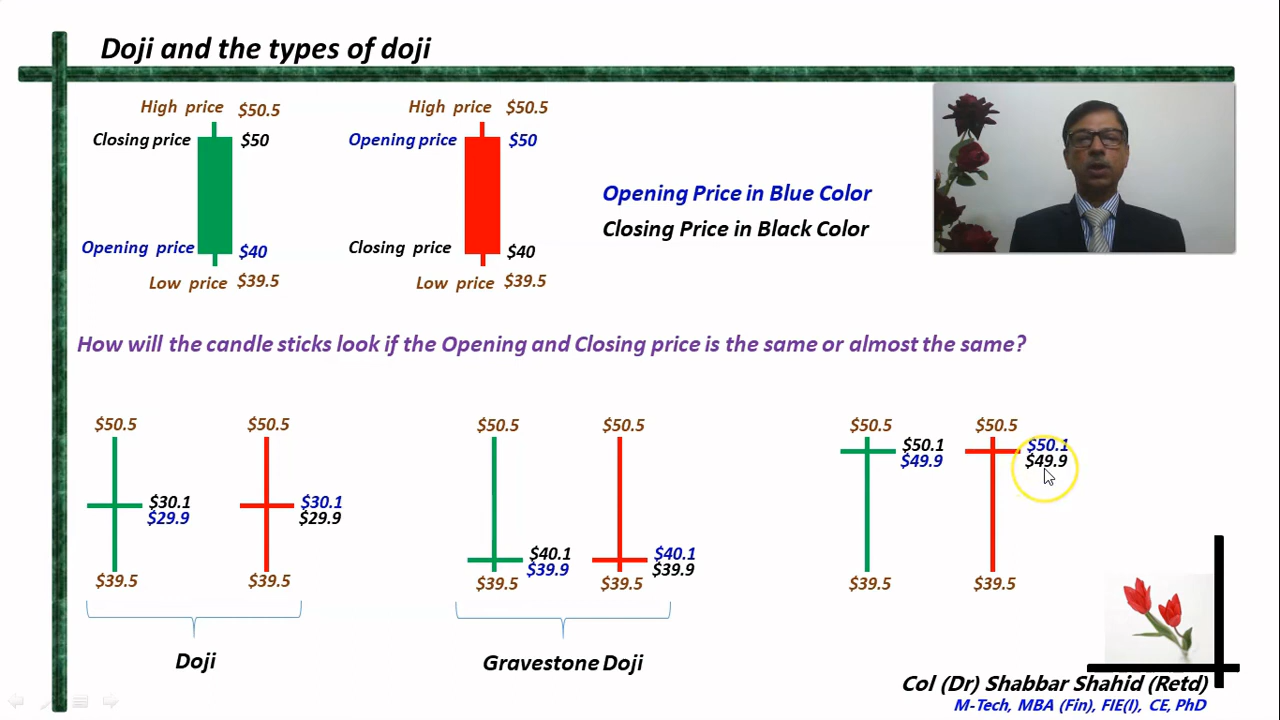 Doji and the types of doji
High price $50.5
Closing price $50
Opening price $40
Low price $39.5
High price $50.5
Opening price $50
Closing price $40
Low price $39.5
Opening Price in Blue Color
Closing Price in Black Color
How will the candle sticks look if the Opening and Closing price is the same or almost the same?
$50.5
$30.1
$29.9
$39.5
$50.5
$30.1
$29.9
$39.5
Doji
$50.5
$40.1
$39.9
$39.5
$50.5
$40.1
$39.9
$39.5
Gravestone Doji
$50.5
$50.1
$49.9
$39.5
$50.5
$50.1
$49.9
$39.5
Col (Dr) Shabbar Shahid (Retd)
M-Tech, MBA (Fin), FIE(I), CE, PhD